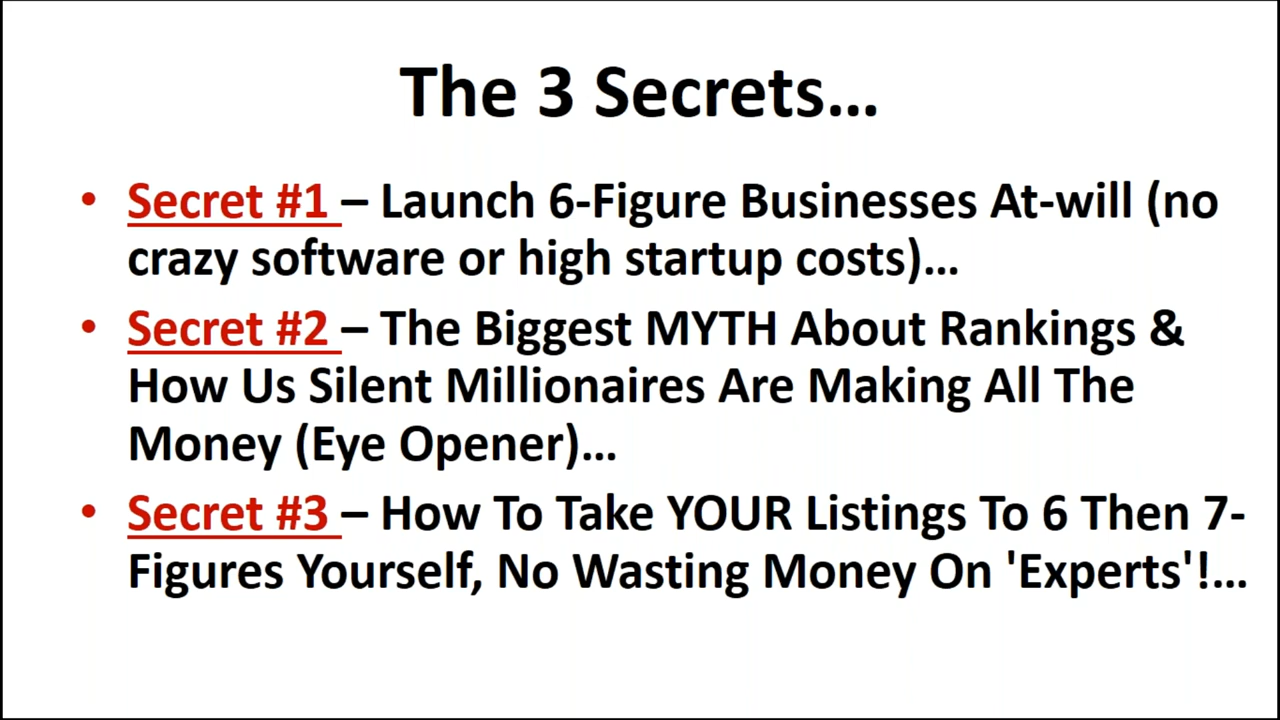 The 3 Secrets...
• Secret #1 – Launch 6-Figure Businesses At-will (no
crazy software or high startup costs)...
• Secret #2 – The Biggest MYTH About Rankings &
How Us Silent Millionaires Are Making All The
Money (Eye Opener)...
• Secret #3 – How To Take YOUR Listings To 6 Then 7-
Figures Yourself, No Wasting Money On 'Experts'!...